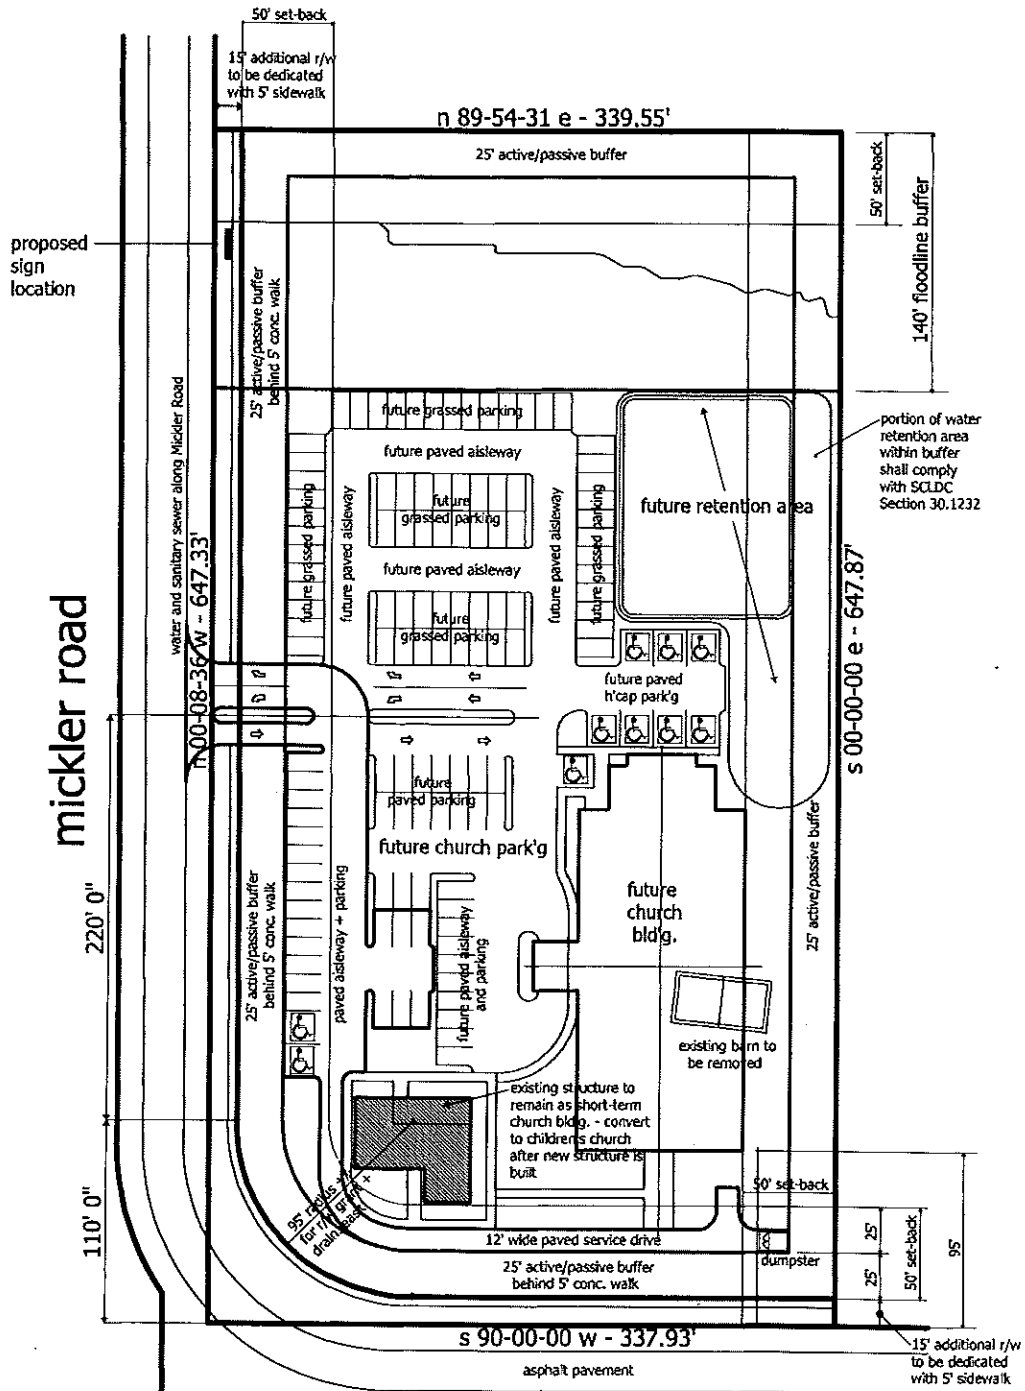 50' set-back
15' additional r/w
to be dedicated
with 5' sidewalk
n 89-54-31 e - 339.55'
25' active/passive buffer
50' set-back
140' floodline buffer
proposed
sign
location
25' active/passive buffer
behind 5' conc. walk
water and sanitary sewer along Mickler Road
future grassed parking
portion of water
retention area
within buffer
shall comply
with SCLDC
Section 30.1232
future paved aisleway
future grassed parking
future paved aisleway
future
grassed parking
future paved aisleway
future grassed parking
future retention area
future paved aisleway
future
grassed parking
n 00-08-36 w - 647.33'
s 00-00-00 e - 647.87'
mickler road
future paved
h'cap park'g
future
paved parking
future church park'g
220' 0"
25' active/passive buffer
behind 5' conc. walk
paved aisleway + parking
future paved aisleway
and parking
future
church
bldg.
25' active/passive buffer
existing barn to
be removed
existing structure to
remain as short-term
church bldg. - convert
to children's church
after new structure is
built
95' radius +
for r/w grant +
drain easet.
110' 0"
50' set-back
12' wide paved service drive
25'
dumpster
25' active/passive buffer
behind 5' conc. walk
25'
50' set-back
95'
s 90-00-00 w - 337.93'
asphalt pavement
15' additional r/w
to be dedicated
with 5' sidewalk